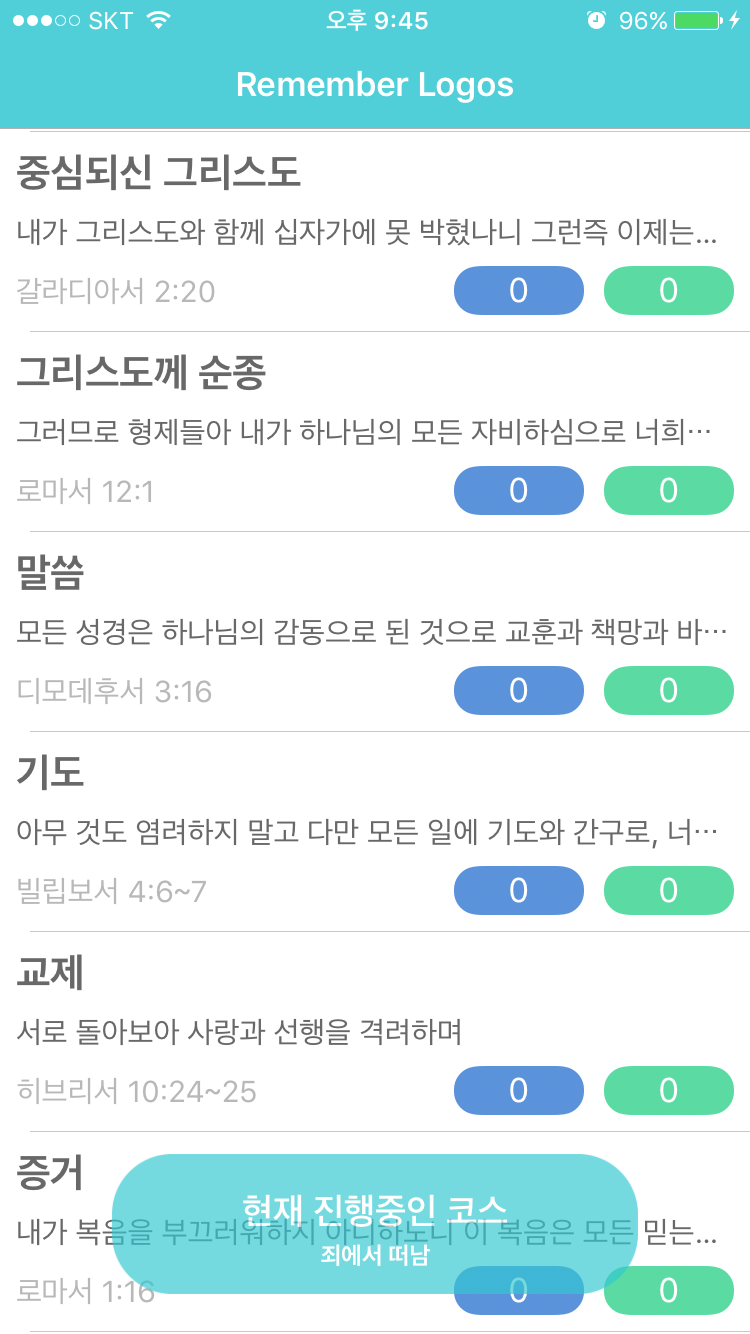 SKT 오후 9:45 96%
Remember Logos
중심되신 그리스도
내가 그리스도와 함께 십자가에 못 박혔나니 그런즉 이제는...
갈라디아서 2:20 0 0
그리스도께 순종
그러므로 형제들아 내가 하나님의 모든 자비하심으로 너희…
로마서 12:1 0 0
말씀
모든 성경은 하나님의 감동으로 된 것으로 교훈과 책망과 바…
디모데후서 3:16 0 0
기도
아무 것도 염려하지 말고 다만 모든 일에 기도와 간구로, 너…
빌립보서 4:6~7 0 0
교제
서로 돌아보아 사랑과 선행을 격려하며
히브리서 10:24~25 0 0
증거
현재 진행중인 코스
내가 복음을 부끄러워하지 아니하노니 이 복음은 모든 믿는...
죄에서 떠남
로마서 1:16 0 0